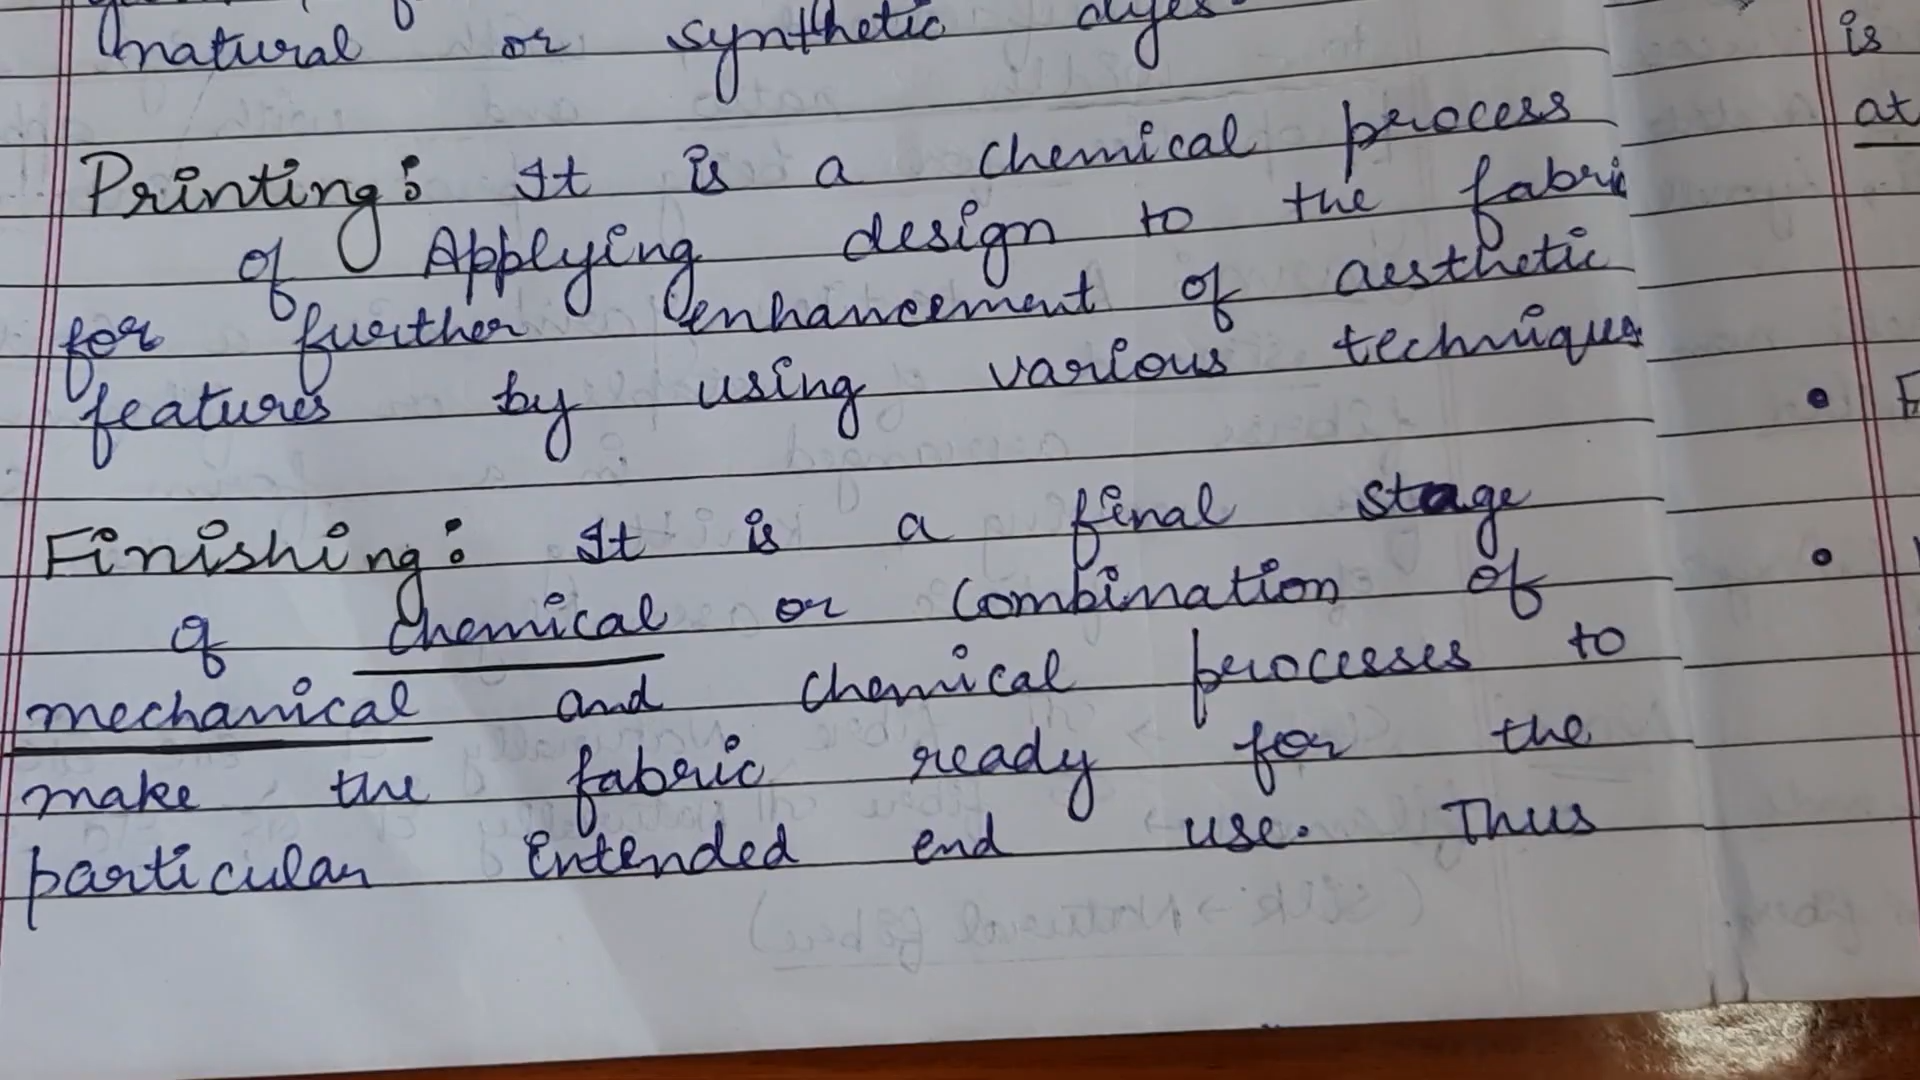 natural or synthetic dyes.
Printing: It is a chemical process
of Applying design to the fabric
for further enhancement of aesthetic
features by using various techniques
Finishing: It is a final stage
of chemical or combination of
mechanical and chemical processes to
make the fabric ready for the
particular intended end use. Thus
is
at